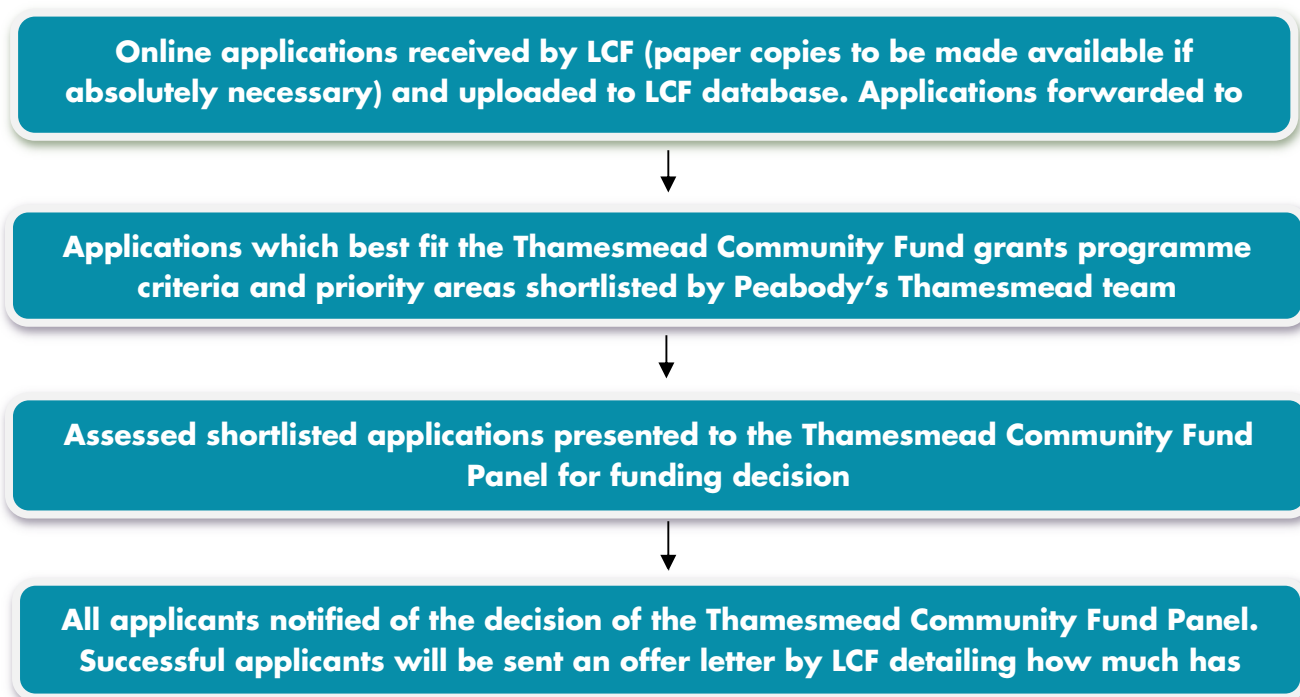 Online applications received by LCF (paper copies to be made available if
absolutely necessary) and uploaded to LCF database. Applications forwarded to
Applications which best fit the Thamesmead Community Fund grants programme
criteria and priority areas shortlisted by Peabody's Thamesmead team
Assessed shortlisted applications presented to the Thamesmead Community Fund
Panel for funding decision
All applicants notified of the decision of the Thamesmead Community Fund Panel.
Successful applicants will be sent an offer letter by LCF detailing how much has